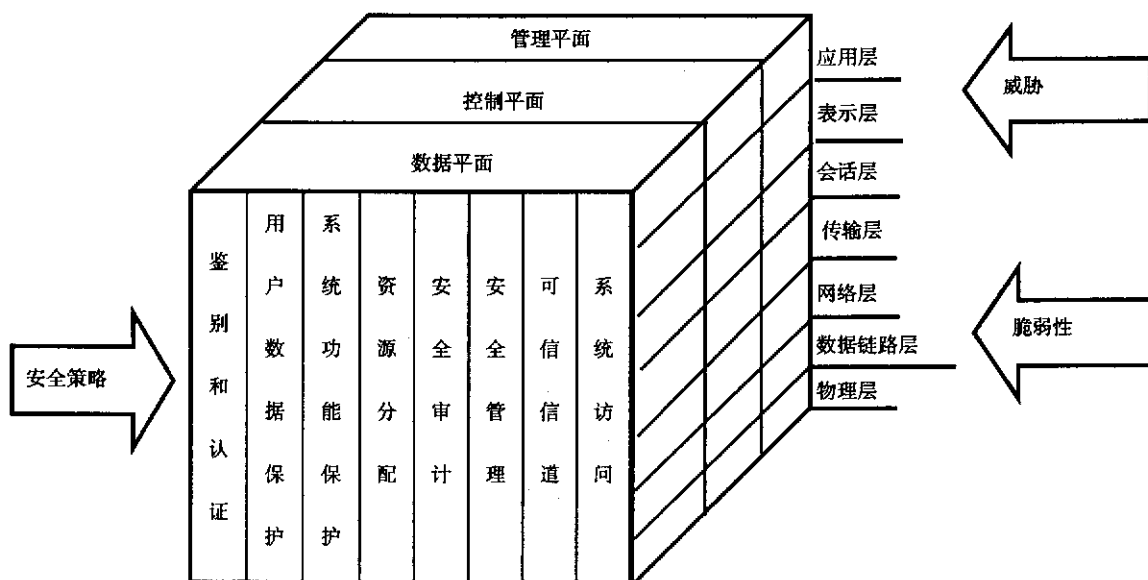 管理平面
控制平面
数据平面
应用层
表示层
会话层
传输层
网络层
数据链路层
物理层
威胁
脆弱性
安全策略
鉴别和认证
用户数据保护
系统功能保护
资源分配
安全审计
安全管理
可信信道
系统访问